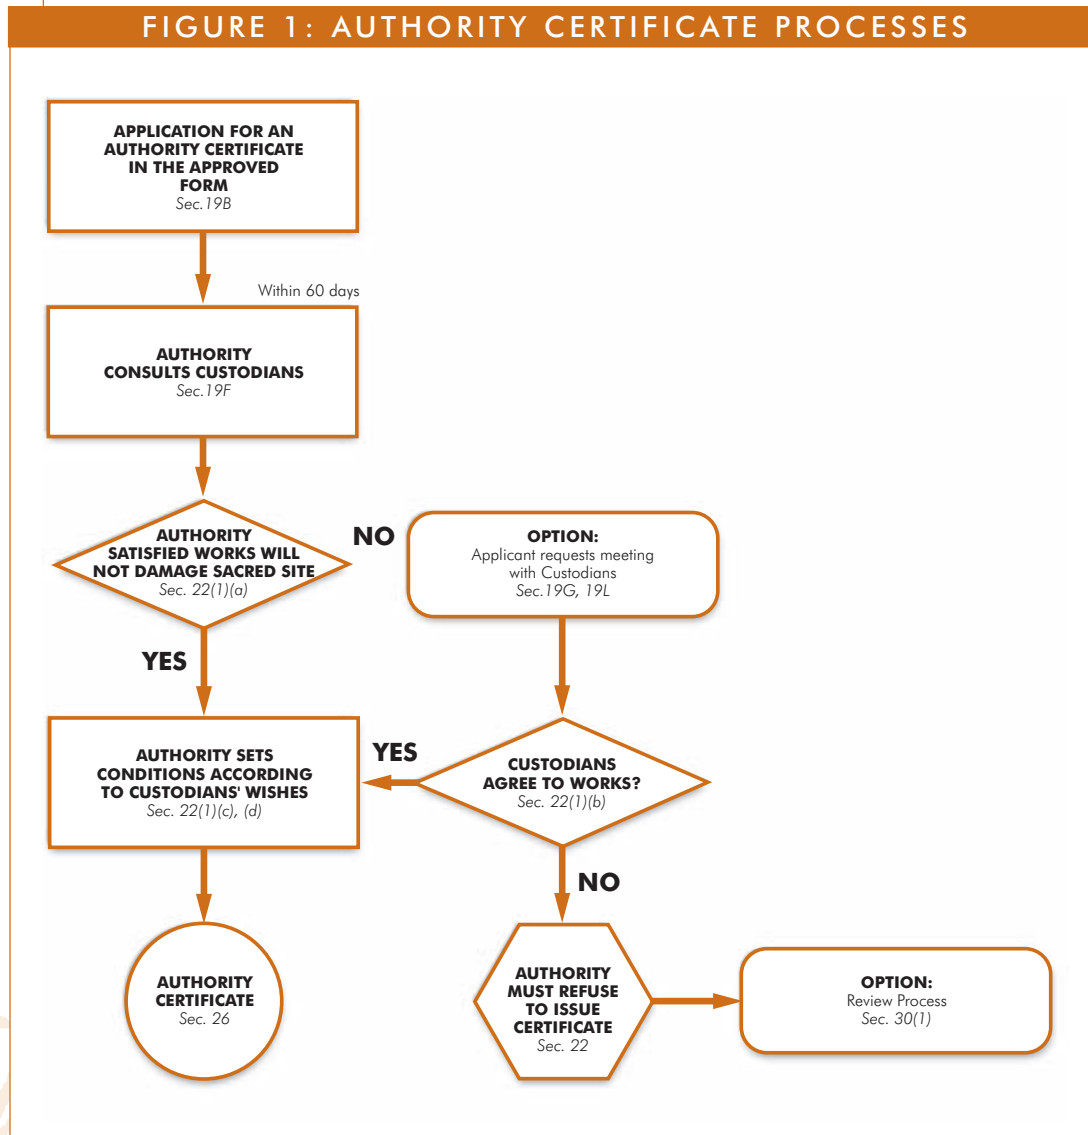 FIGURE 1: AUTHORITY CERTIFICATE PROCESSES
APPLICATION FOR AN
AUTHORITY CERTIFICATE
IN THE APPROVED
FORM
Sec.19B
Within 60 days
AUTHORITY
CONSULTS CUSTODIANS
Sec.19F
AUTHORITY
SATISFIED WORKS WILL
NOT DAMAGE SACRED SITE
Sec. 22(1)(a)
NO
OPTION:
Applicant requests meeting
with Custodians
Sec.19G, 19L
YES
AUTHORITY SETS
CONDITIONS ACCORDING
TO CUSTODIANS' WISHES
Sec. 22(1)(c), (d)
YES
CUSTODIANS
AGREE TO WORKS?
Sec. 22(1)(b)
NO
AUTHORITY
CERTIFICATE
Sec. 26
AUTHORITY
MUST REFUSE
TO ISSUE
CERTIFICATE
Sec. 22
OPTION:
Review Process
Sec. 30(1)